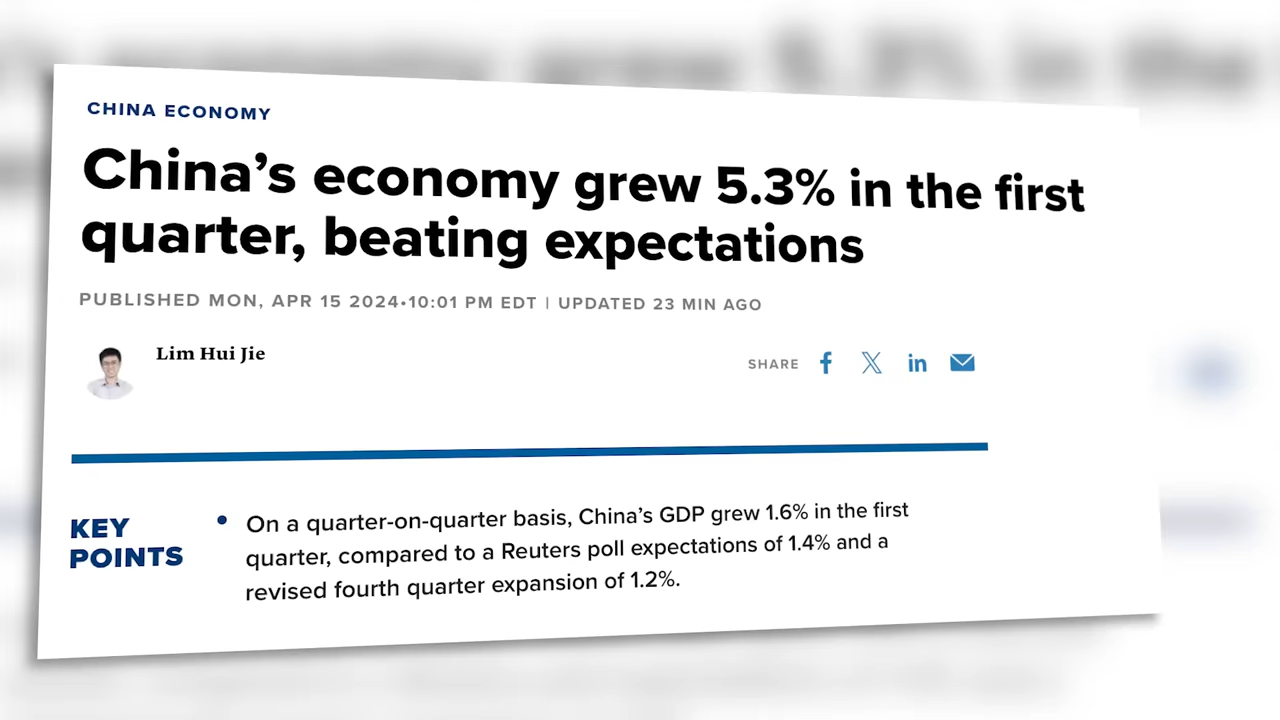 CHINA ECONOMY
China’s economy grew 5.3% in the first
quarter, beating expectations
PUBLISHED MON, APR 15 2024•10:01 PM EDT | UPDATED 23 MIN AGO
Lim Hui Jie
SHARE
KEY
POINTS
• On a quarter-on-quarter basis, China’s GDP grew 1.6% in the first
quarter, compared to a Reuters poll expectations of 1.4% and a
revised fourth quarter expansion of 1.2%.